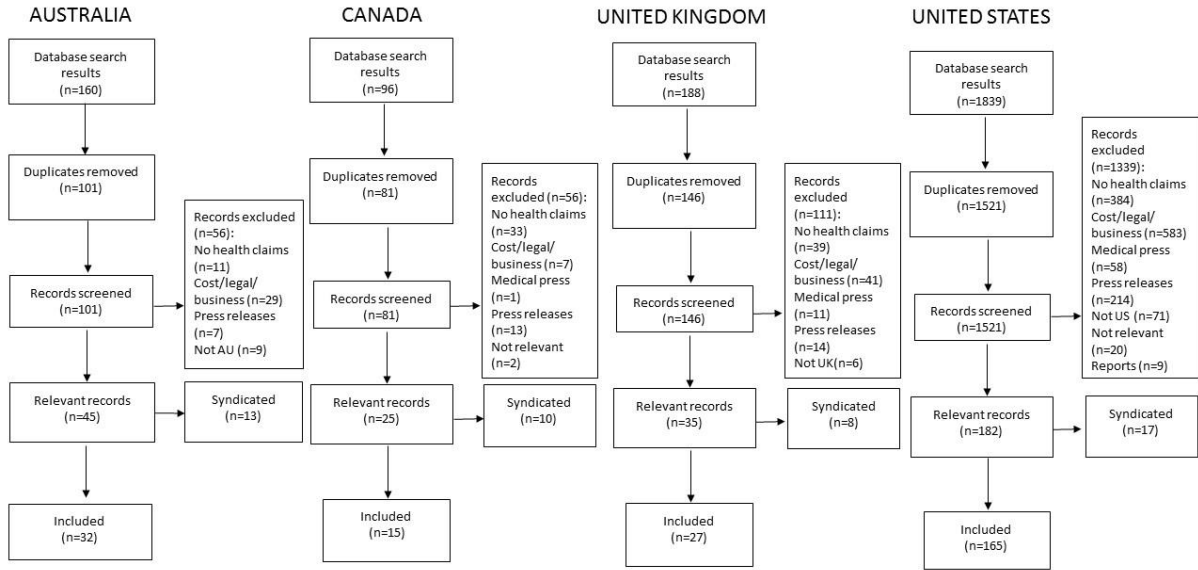 AUSTRALIA
Database search
results
(n=160)
Duplicates removed
(n=101)
Records screened
(n=101)
Records excluded
(n=56):
No health claims
(n=11)
Cost/legal/
business (n=29)
Press releases
(n=7)
Not AU (n=9)
Relevant records
(n=45)
Syndicated
(n=13)
Included
(n=32)
CANADA
Database search
results
(n=96)
Duplicates removed
(n=81)
Records screened
(n=81)
Records
excluded (n=56):
No health claims
(n=33)
Cost/legal/
business (n=7)
Medical press
(n=1)
Press releases
(n=13)
Not relevant
(n=2)
Relevant records
(n=25)
Syndicated
(n=10)
Included
(n=15)
UNITED KINGDOM
Database search
results
(n=188)
Duplicates removed
(n=146)
Records screened
(n=146)
Records
excluded
(n=111):
No health claims
(n=39)
Cost/legal/
business (n=41)
Medical press
(n=11)
Press releases
(n=14)
Not UK(n=6)
Relevant records
(n=35)
Syndicated
(n=8)
Included
(n=27)
UNITED STATES
Database search
results
(n=1839)
Duplicates removed
(n=1521)
Records screened
(n=1521)
Records
excluded
(n=1339):
No health claims
(n=384)
Cost/legal/
business (n=583)
Medical press
(n=58)
Press releases
(n=214)
Not US (n=71)
Not relevant
(n=20)
Reports (n=9)
Relevant records
(n=182)
Syndicated
(n=17)
Included
(n=165)